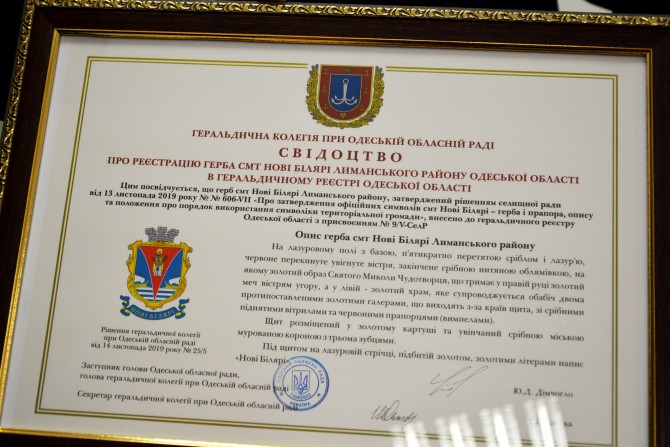 ГЕРАЛЬДИЧНА КОЛЕГІЯ ПРИ ОДЕСЬКІЙ ОБЛАСНІЙ РАДІ
СВІДОЦТВО
ПРО РЕЄСТРАЦІЮ ГЕРБА СМТ НОВІ БІЛЯРІ ЛИМАНСЬКОГО РАЙОНУ ОДЕСЬКОЇ ОБЛАСТІ
В ГЕРАЛЬДИЧНОМУ РЕЄСТРІ ОДЕСЬКОЇ ОБЛАСТІ
Цим посвідчується, що герб смт Нові Білярі Лиманського району, затверджений рішенням селищної ради
від 13 листопада 2019 року № № 606-VII «Про затвердження офіційних символів смт Нові Білярі – герба і прапора, опису
та положення про порядок використання символіки територіальної громади», внесено до геральдичного реєстру
Одеської області з присвоєнням № 9/V-СелР
Опис герба смт Нові Білярі Лиманського району
На лазуровому полі з базою, п'ятикратно перетятою сріблом і лазур'ю,
червоне перекинуте увігнуте вістря, закінчене срібною нитяною облямівкою, на
якому золотий образ Святого Миколи Чудотворця, що тримає у правій руці золотий
меч вістрям угору, а у лівій - золотий храм, яке супроводжується обабіч двома
протипоставленими золотими галерами, що виходять з-за країв щита, зі срібними
піднятими вітрилами та червоними прапорцями (вимпелами).
Щит розміщений у золотому картуші та увінчаний срібною міською
мурованою короною з трьома зубцями.
Під щитом на лазуровій стрічці, підбитій золотом, золотими літерами напис
«Нові Білярі».
НОВІ БІЛЯРІ
Рішення геральдичної колегії
при Одеській обласній раді
від 14 листопада 2019 року № 25/5
Заступник голови Одеської обласної ради,
голова геральдичної колегії при Одеській обласній раді
Ю.Д. Дімчогло
Секретар геральдичної колегії при Одеській обласній раді
УКРАЇНА